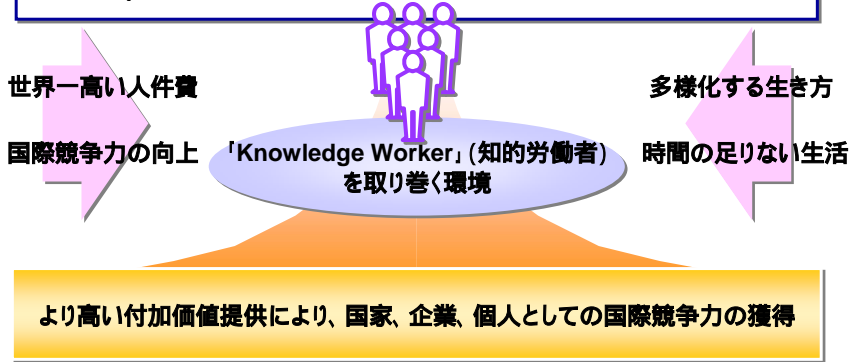 世界一高い人件費
国際競争力の向上
多様化する生き方
時間の足りない生活
「Knowledge Worker」(知的労働者)
を取り巻く環境
より高い付加価値提供により、国家、企業、個人としての国際競争力の獲得